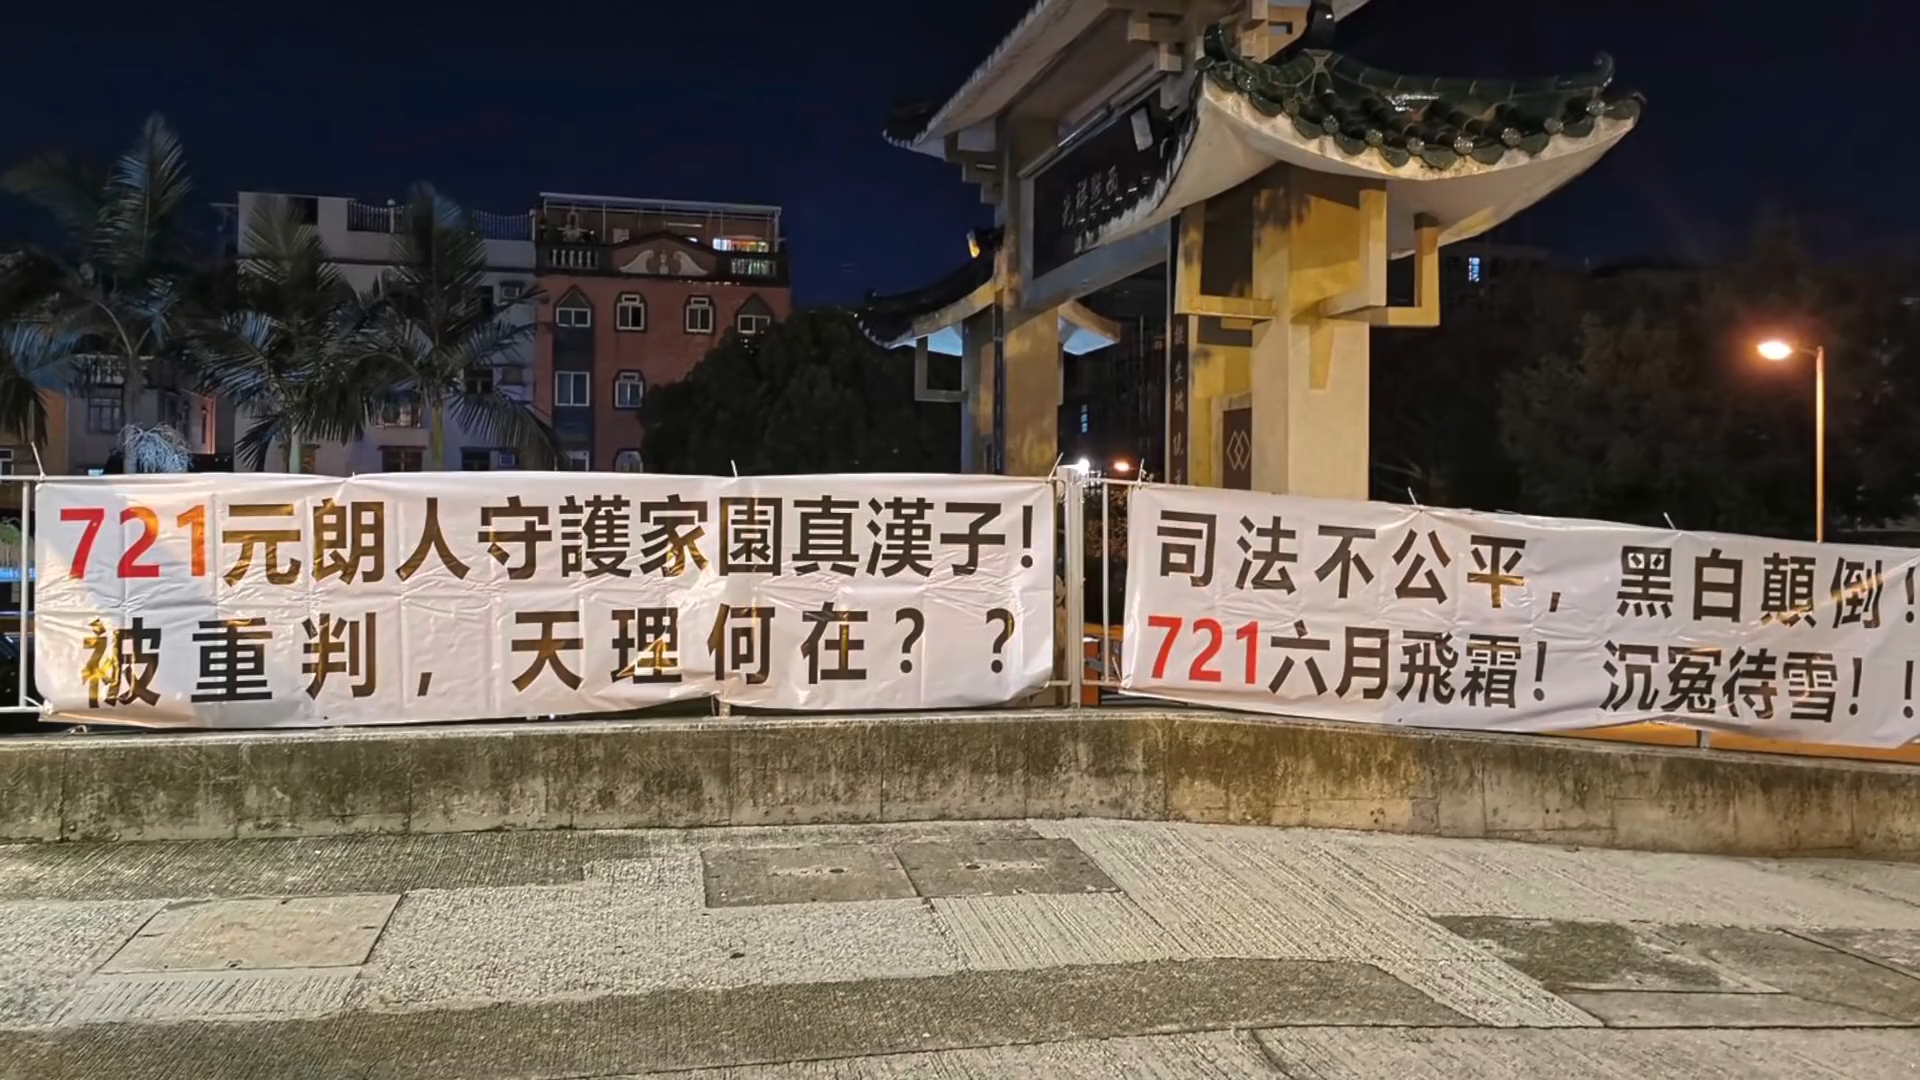 721元朗人守護家園真漢子!
被重判，天理何在？？
司法不公平，黑白顛倒!
721六月飛霜! 沉冤待雪!!